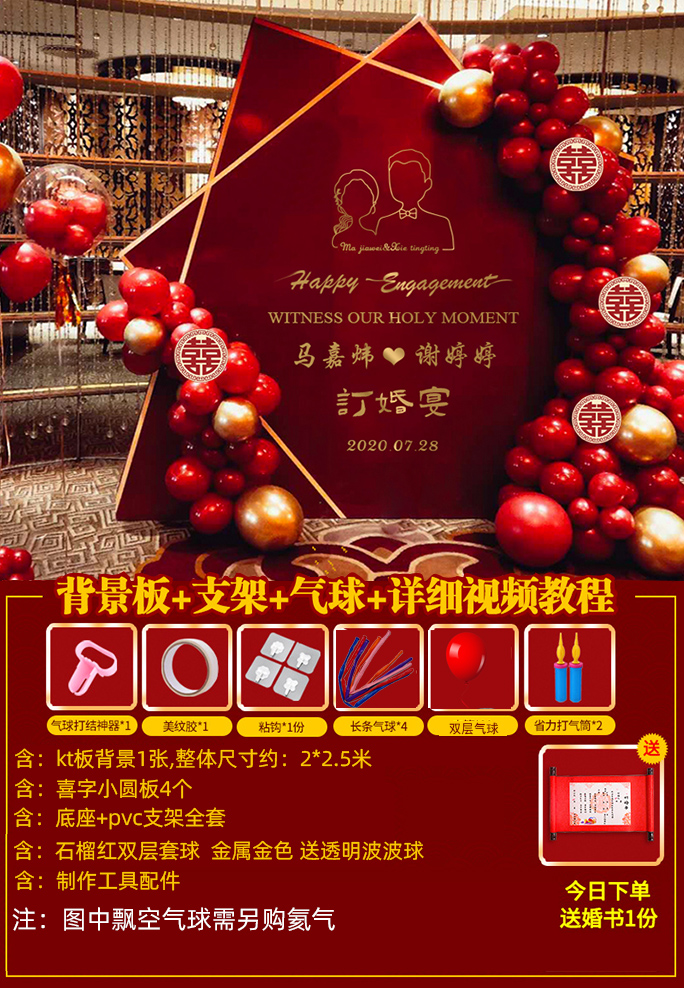 囍
囍
囍
囍
Ma jiawei&Xie tingting
Happy Engagement
WITNESS OUR HOLY MOMENT
马嘉炜 谢婷婷
訂婚宴
2020.07.28
背景板+支架+气球+详细视频教程
气球打结神器*1
美纹胶*1
粘钩*1份
长条气球*4
双层气球
省力打气筒*2
含：kt板背景1张,整体尺寸约：2*2.5米
含：喜字小圆板4个
含：底座+pvc支架全套
含：石榴红双层套球 金属金色 送透明波波球
含：制作工具配件
注：图中飘空气球需另购氦气
送
今日下单
送婚书1份